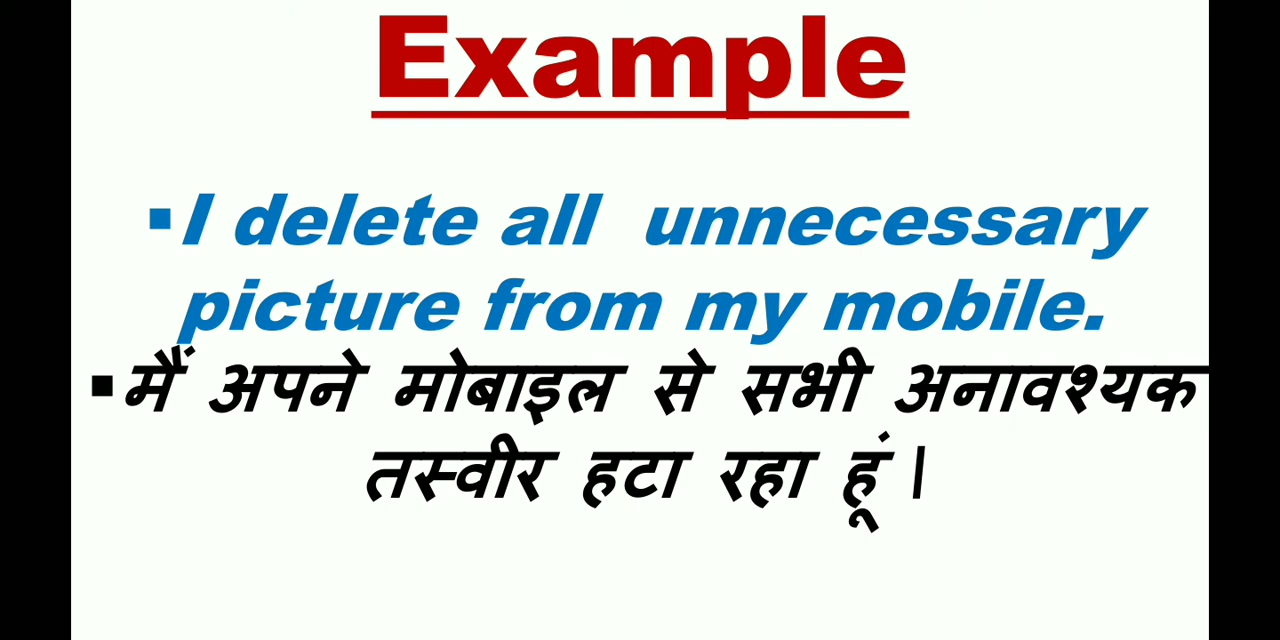 Example
▪I delete all unnecessary
picture from my mobile.
▪मैं अपने मोबाइल से सभी अनावश्यक
तस्वीर हटा रहा हूं।